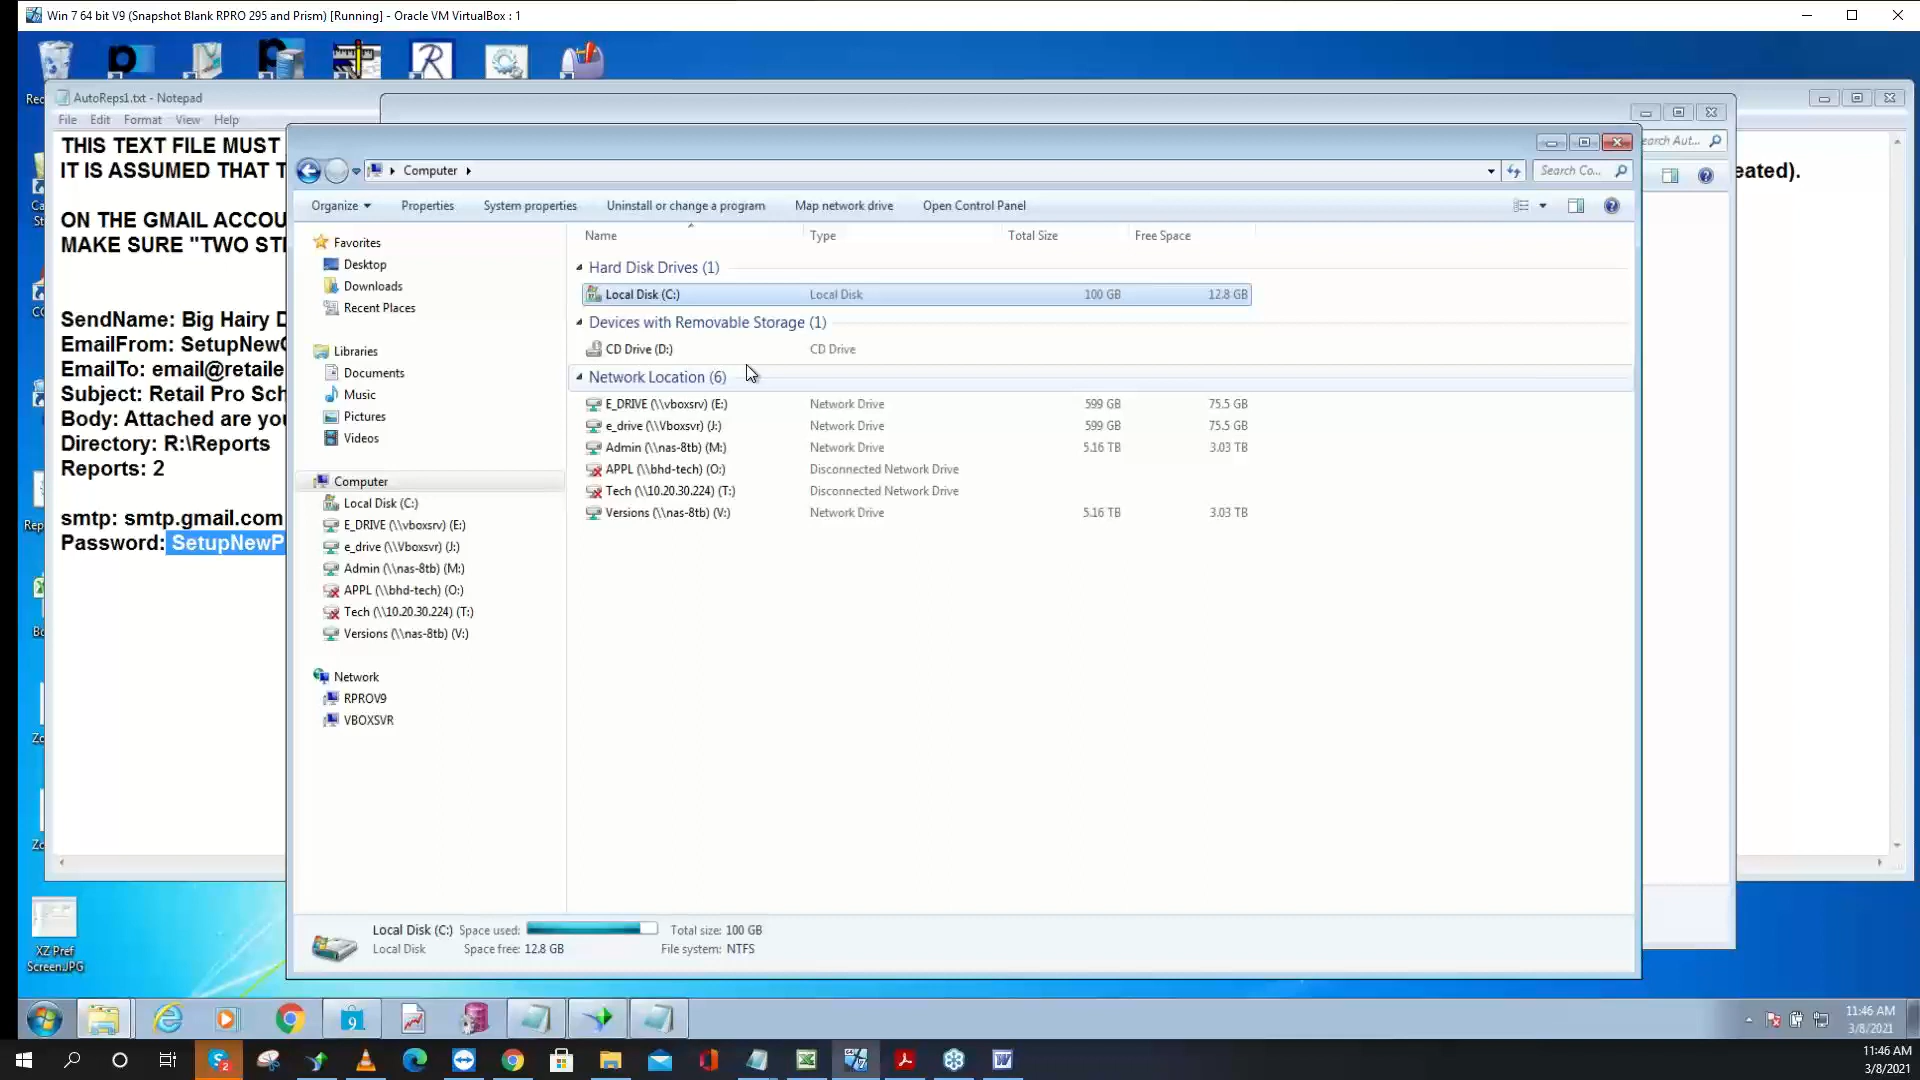 Win 7 64 bit V9 (Snapshot Blank RPRO 295 and Prism) [Running] - Oracle VM VirtualBox : 1
AutoReps1.txt - Notepad
File Edit Format View Help
THIS TEXT FILE MUST
IT IS ASSUMED THAT T
eated).
ON THE GMAIL ACCOU
MAKE SURE "TWO STE
SendName: Big Hairy D
EmailFrom: SetupNewG
EmailTo: email@retaile
Subject: Retail Pro Sch
Body: Attached are you
Directory: R:\Reports
Reports: 2
smtp: smtp.gmail.com
Password: SetupNewP
earch Aut...
Computer
Search Co...
Organize Properties System properties Uninstall or change a program Map network drive Open Control Panel
Favorites
Desktop
Downloads
Recent Places
Libraries
Documents
Music
Pictures
Videos
Computer
Local Disk (C:)
E_DRIVE (\\vboxsrv) (E:)
e_drive (\\Vboxsvr) (J:)
Admin (\\nas-8tb) (M:)
APPL (\\bhd-tech) (O:)
Tech (\\10.20.30.224) (T:)
Versions (\\nas-8tb) (V:)
Network
RPROV9
VBOXSVR
Name Type Total Size Free Space
Hard Disk Drives (1)
Local Disk (C:) Local Disk 100 GB 12.8 GB
Devices with Removable Storage (1)
CD Drive (D:) CD Drive
Network Location (6)
E_DRIVE (\\vboxsrv) (E:) Network Drive 599 GB 75.5 GB
e_drive (\\Vboxsvr) (J:) Network Drive 599 GB 75.5 GB
Admin (\\nas-8tb) (M:) Network Drive 5.16 TB 3.03 TB
APPL (\\bhd-tech) (O:) Disconnected Network Drive
Tech (\\10.20.30.224) (T:) Disconnected Network Drive
Versions (\\nas-8tb) (V:) Network Drive 5.16 TB 3.03 TB
Local Disk (C:) Space used: Total size: 100 GB
Local Disk Space free: 12.8 GB File system: NTFS
XZ Pref
Screen.JPG
11:46 AM
3/8/2021
11:46 AM
3/8/2021